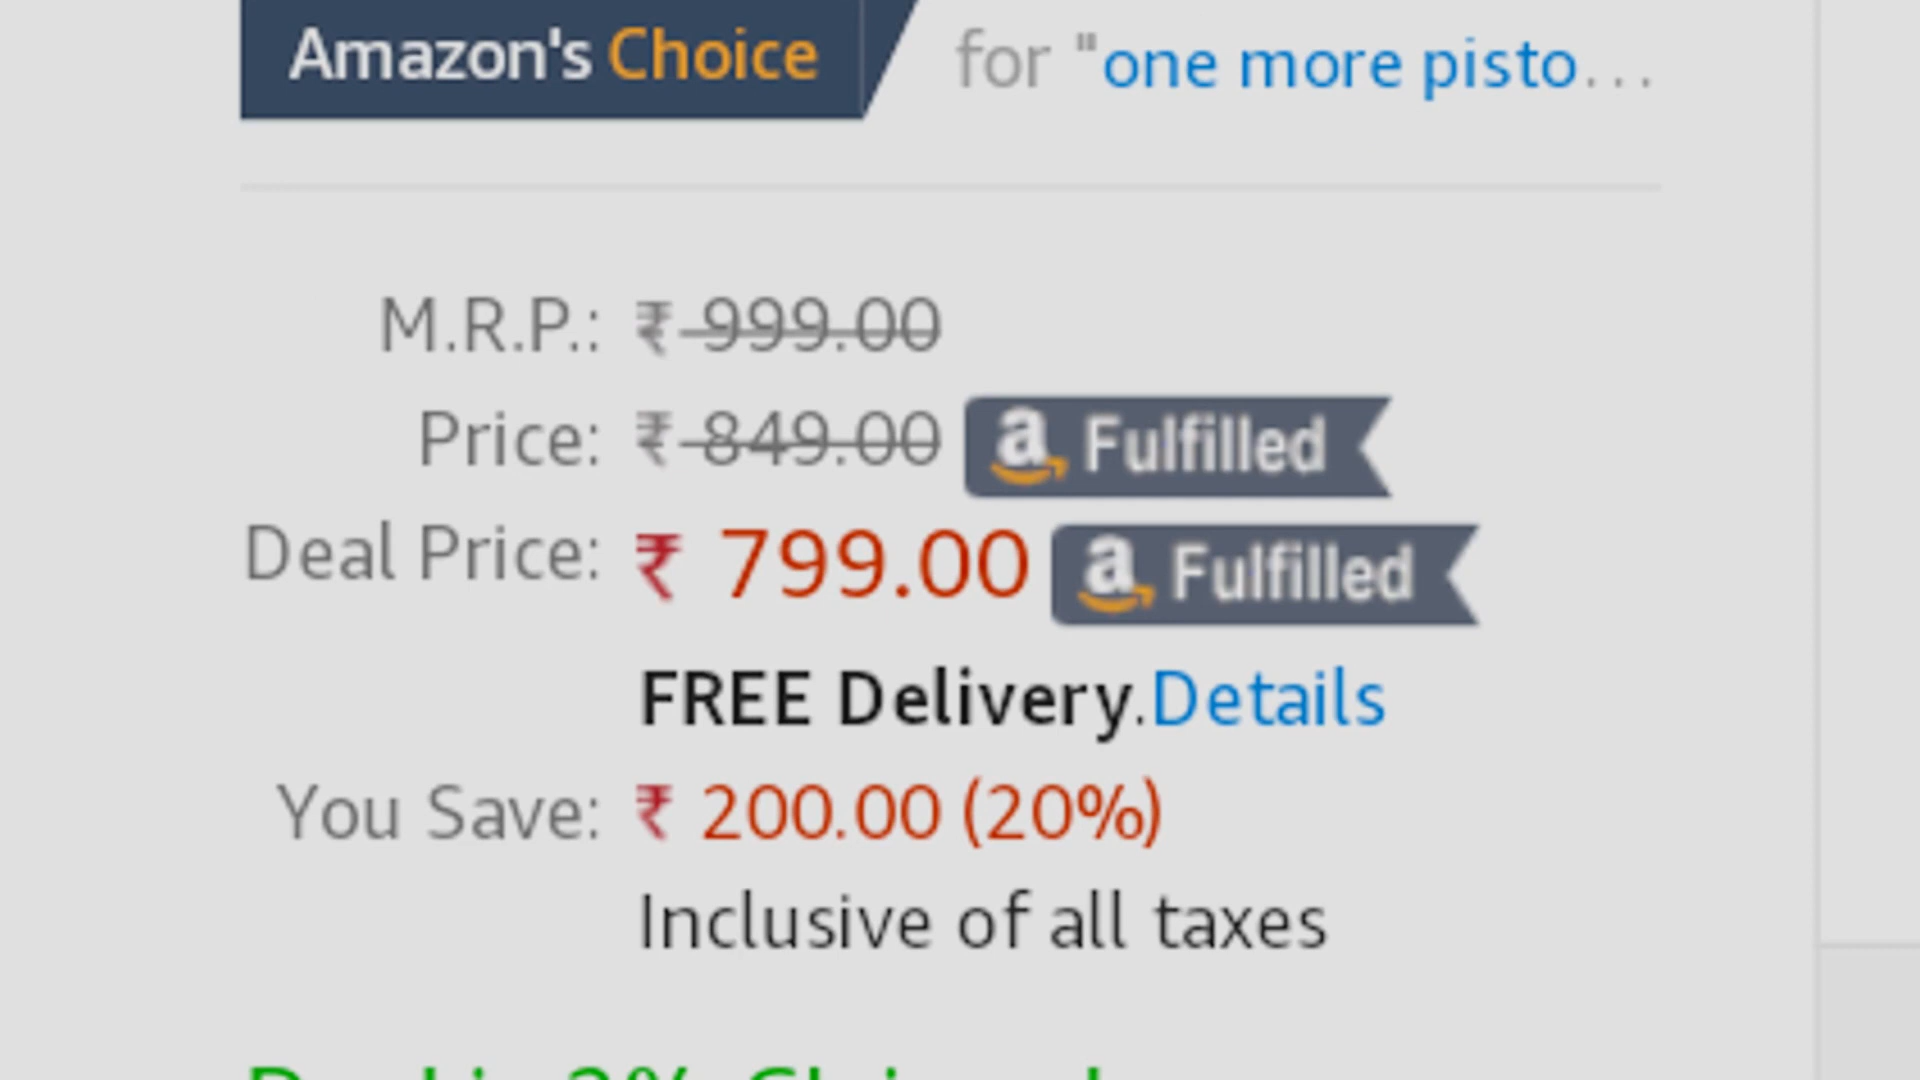 Amazon's Choice for "one more pisto...
M.R.P.: ₹ 999.00
Price: ₹ 849.00 a Fulfilled
Deal Price: ₹ 799.00 a Fulfilled
FREE Delivery.Details
You Save: ₹ 200.00 (20%)
Inclusive of all taxes